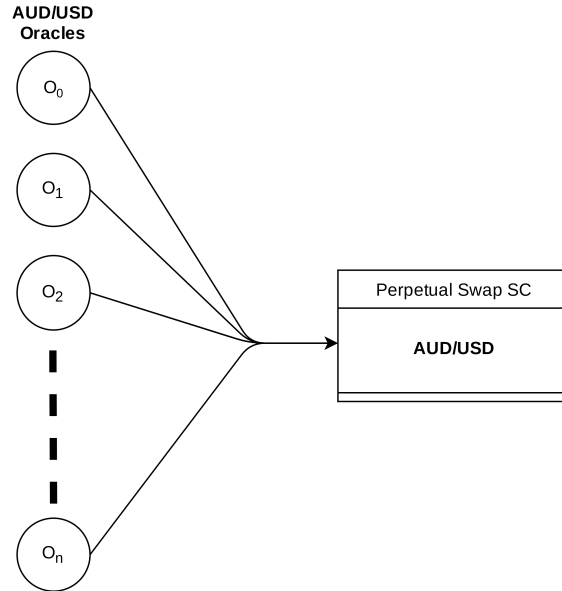 AUD/USD
Oracles
O₀
O₁
O₂
Perpetual Swap SC
AUD/USD
Oₙ